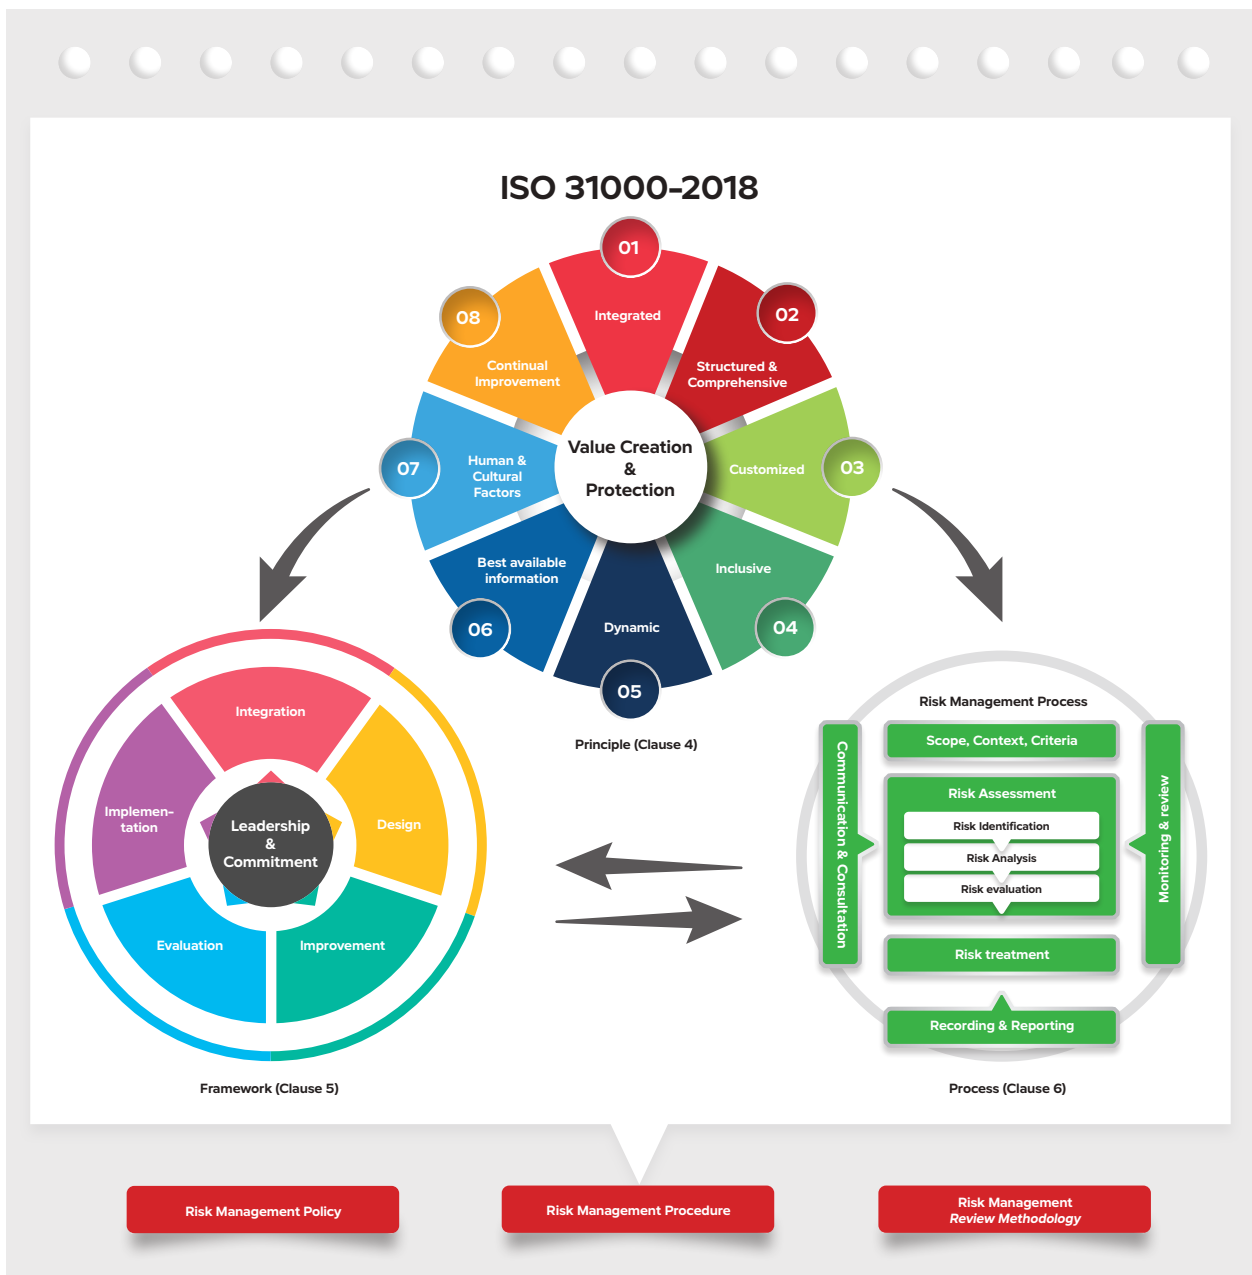 ISO 31000-2018
01
Integrated
02
Structured &
Comprehensive
03
Customized
04
Inclusive
05
Dynamic
06
Best available
information
07
Human &
Cultural
Factors
08
Continual
Improvement
Value Creation
&
Protection
Principle (Clause 4)
Integration
Design
Improvement
Evaluation
Implemen-
tation
Leadership
&
Commitment
Framework (Clause 5)
Risk Management Process
Communication & Consultation
Scope, Context, Criteria
Risk Assessment
Risk Identification
Risk Analysis
Risk evaluation
Risk treatment
Recording & Reporting
Monitoring & review
Process (Clause 6)
Risk Management Policy
Risk Management Procedure
Risk Management
Review Methodology